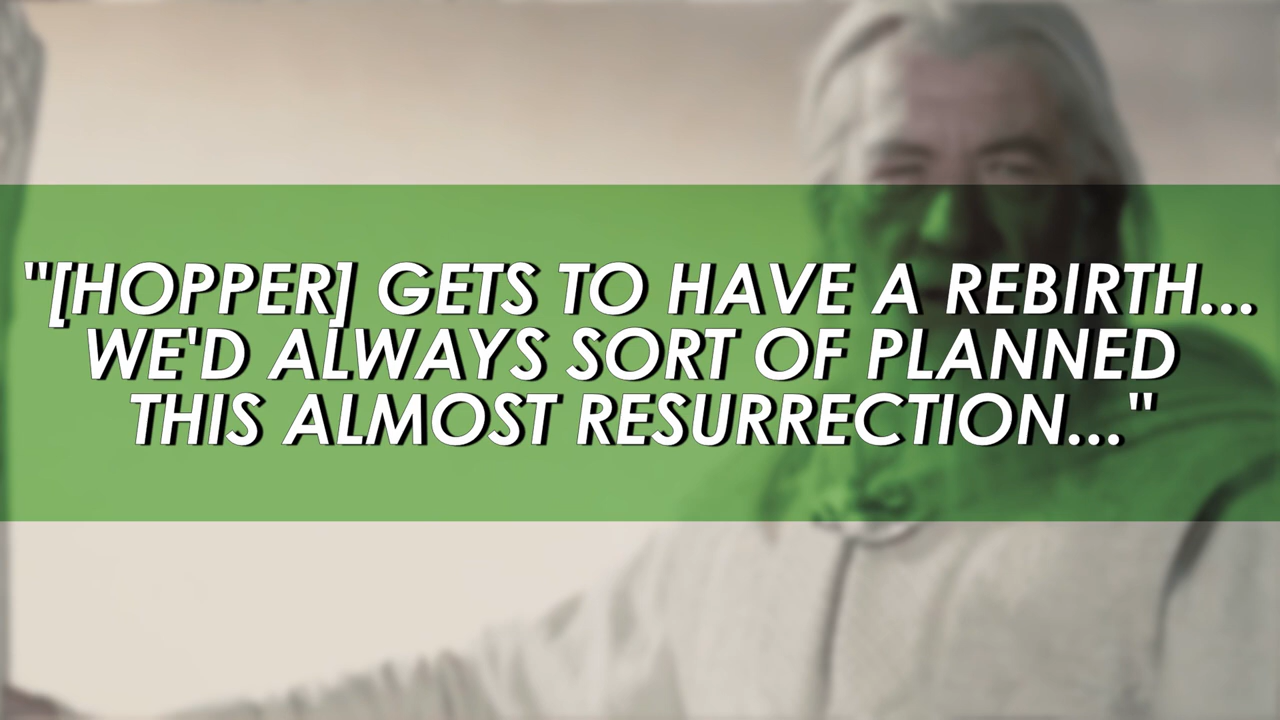 "[HOPPER] GETS TO HAVE A REBIRTH...
WE'D ALWAYS SORT OF PLANNED
THIS ALMOST RESURRECTION..."